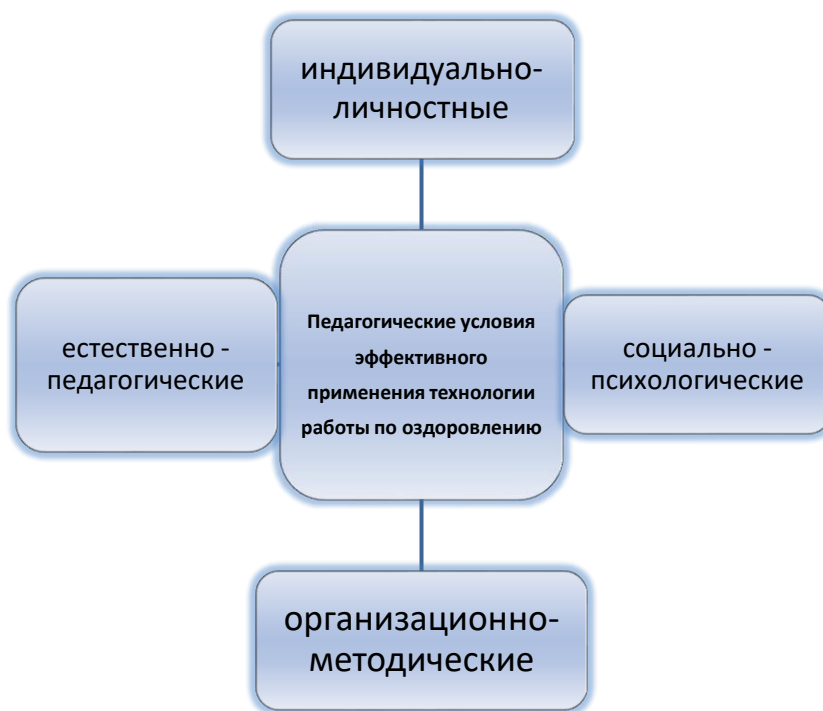 индивидуально-
личностные
естественно -
педагогические
Педагогические условия
эффективного
применения технологии
работы по оздоровлению
социально -
психологические
организационно-
методические